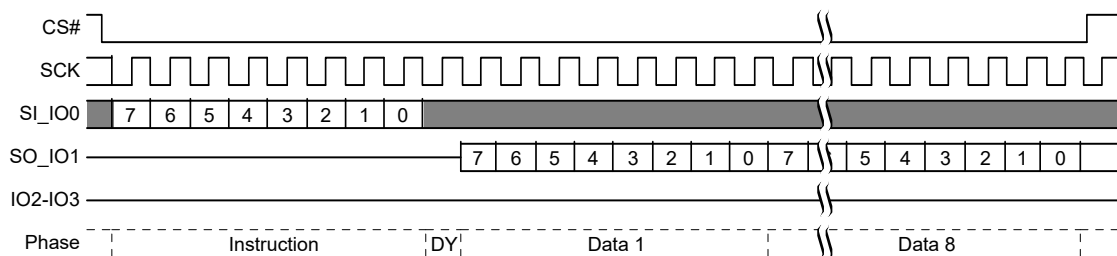 CS#
SCK
SI_IO0 7 6 5 4 3 2 1 0
SO_IO1 7 6 5 4 3 2 1 0 7 5 4 3 2 1 0
IO2-IO3
Phase Instruction DY Data 1 Data 8